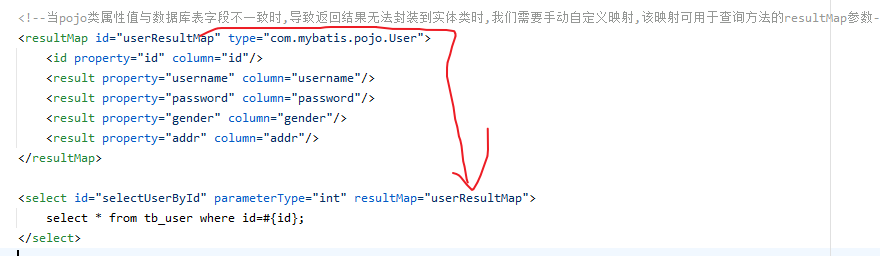 <!--当pojo类属性值与数据库表字段不一致时,导致返回结果无法封装到实体类时,我们需要手动自定义映射,该映射可用于查询方法的resultMap参数-
<resultMap id="userResultMap" type="com.mybatis.pojo.User">
<id property="id" column="id"/>
<result property="username" column="username"/>
<result property="password" column="password"/>
<result property="gender" column="gender"/>
<result property="addr" column="addr"/>
</resultMap>
<select id="selectUserById" parameterType="int" resultMap="userResultMap">
select * from tb_user where id=#{id};
</select>